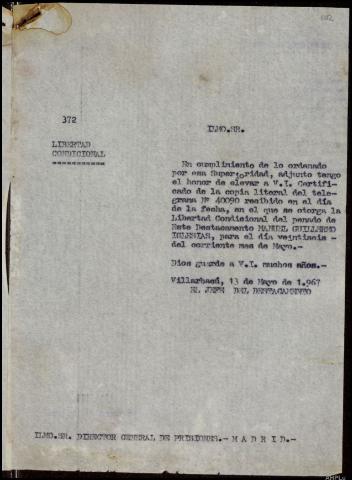 372
LIBERTAD
CONDICIONAL
ILMO.SR.
En cumplimiento de lo ordenado
por esa Superioridad, adjunto tengo
el honor de elevar a V.I. Certifi-
cado de la copia literal del tele-
grama Nº 40090 recibido en el día
de la fecha, en el que se otorga la
Libertad Condicional del penado de
Este Destacamento MANUEL GUILLERMO
IGLESIAS, para el día veintiseis -
del corriente mes de Mayo.-
Dios guarde a V.I. muchos años.-
Villarbacú, 13 de Mayo de 1.967
EL JEFE DEL DESTACAMENTO
ILMO.SR. DIRECTOR GENERAL DE PRISIONES.- M A D R I D.-